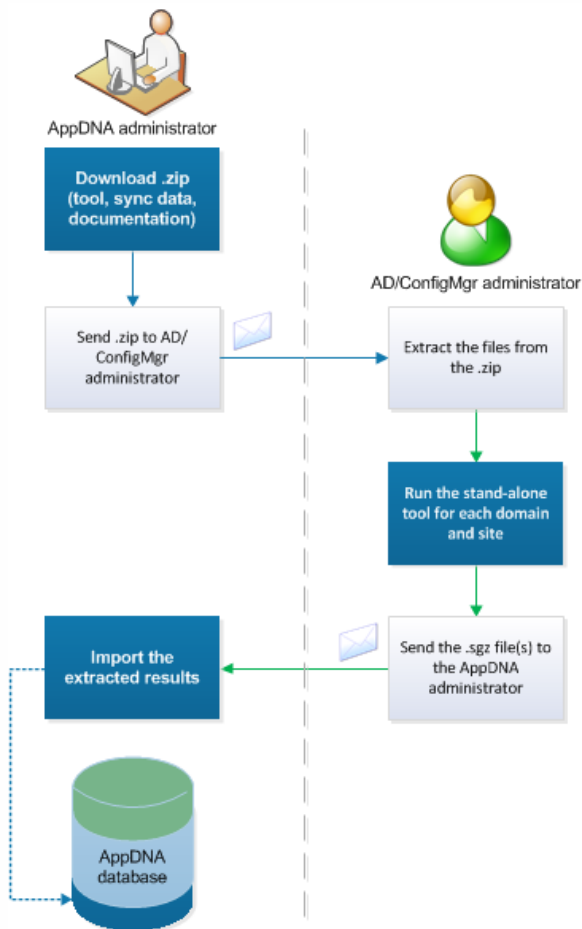 AppDNA administrator
Download .zip
(tool, sync data,
documentation)
AD/ConfigMgr administrator
Send .zip to AD/
ConfigMgr
administrator
Extract the files from
the .zip
Run the stand-alone
tool for each domain
and site
Send the .sgz file(s) to
the AppDNA
administrator
Import the
extracted results
AppDNA
database